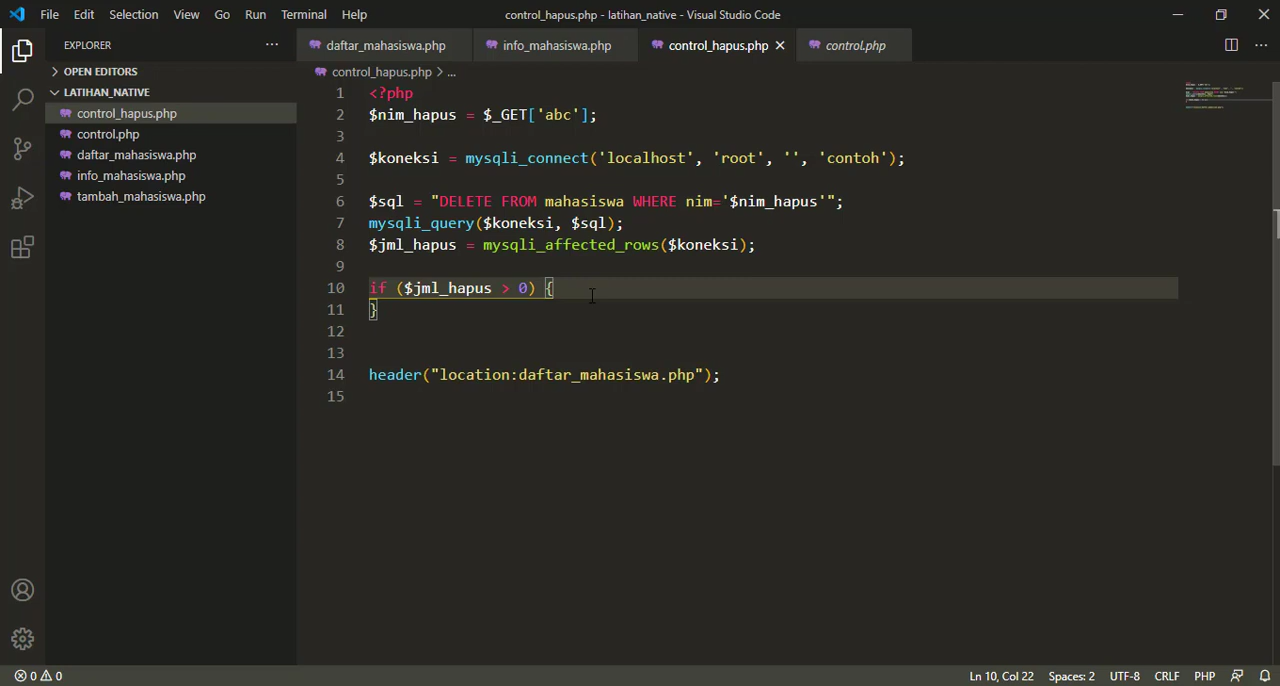 File Edit Selection View Go Run Terminal Help control_hapus.php - latihan_native - Visual Studio Code
EXPLORER
daftar_mahasiswa.php info_mahasiswa.php control_hapus.php control.php
OPEN EDITORS
LATIHAN_NATIVE
control_hapus.php
control.php
daftar_mahasiswa.php
info_mahasiswa.php
tambah_mahasiswa.php
control_hapus.php > ...
1 <?php
2 $nim_hapus = $_GET['abc'];
3
4 $koneksi = mysqli_connect('localhost', 'root', '', 'contoh');
5
6 $sql = "DELETE FROM mahasiswa WHERE nim='$nim_hapus'";
7 mysqli_query($koneksi, $sql);
8 $jml_hapus = mysqli_affected_rows($koneksi);
9
10 if ($jml_hapus > 0) {
11 }
12
13
14 header("location:daftar_mahasiswa.php");
15
0 0 Ln 10, Col 22 Spaces: 2 UTF-8 CRLF PHP